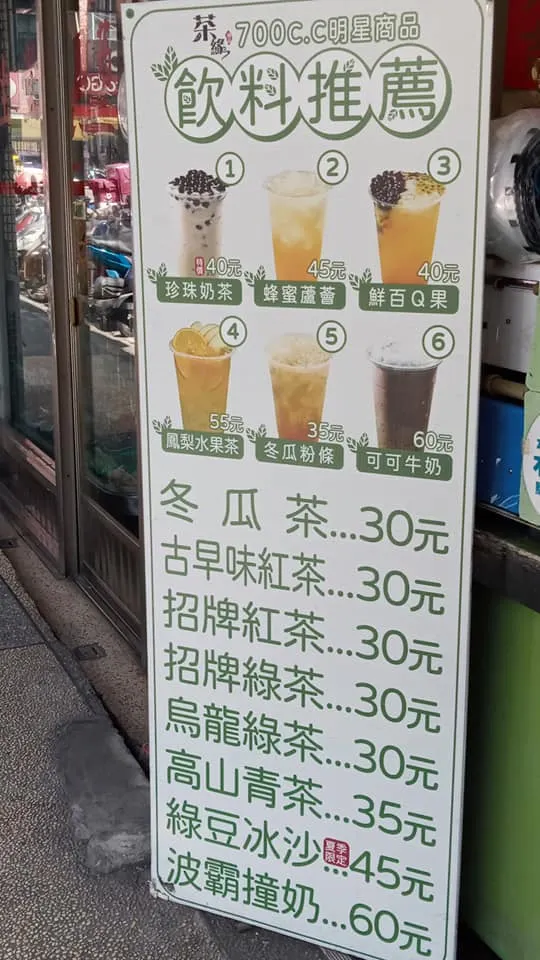 茶緣 700C.C明星商品
飲料推薦
1 2 3
特價 40元 45元 40元
珍珠奶茶 蜂蜜蘆薈 鮮百Q果
4 5 6
55元 35元 60元
鳳梨水果茶 冬瓜粉條 可可牛奶
冬瓜茶...30元
古早味紅茶...30元
招牌紅茶...30元
招牌綠茶...30元
烏龍綠茶...30元
高山青茶...35元
綠豆冰沙夏季限定...45元
波霸撞奶...60元